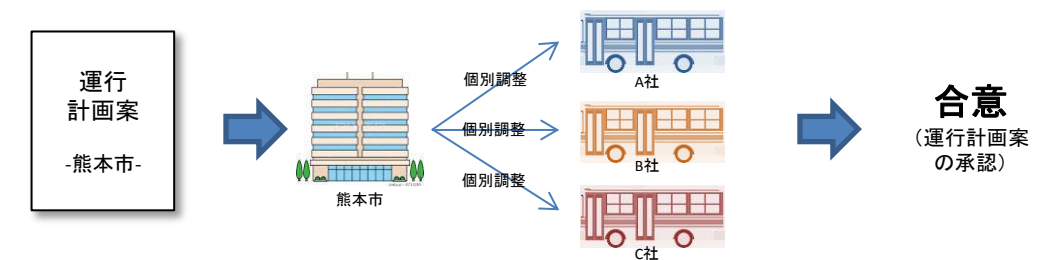 運行
計画案
-熊本市-
熊本市
個別調整
個別調整
個別調整
A社
B社
C社
合意
（運行計画案
の承認）